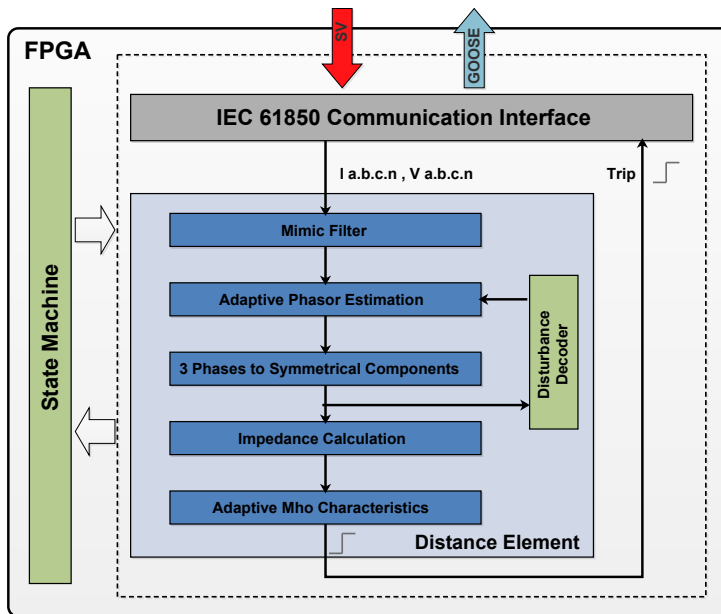 SV
GOOSE
FPGA
IEC 61850 Communication Interface
I a.b.c.n , V a.b.c.n
Trip
State Machine
Mimic Filter
Adaptive Phasor Estimation
3 Phases to Symmetrical Components
Disturbance
Decoder
Impedance Calculation
Adaptive Mho Characteristics
Distance Element